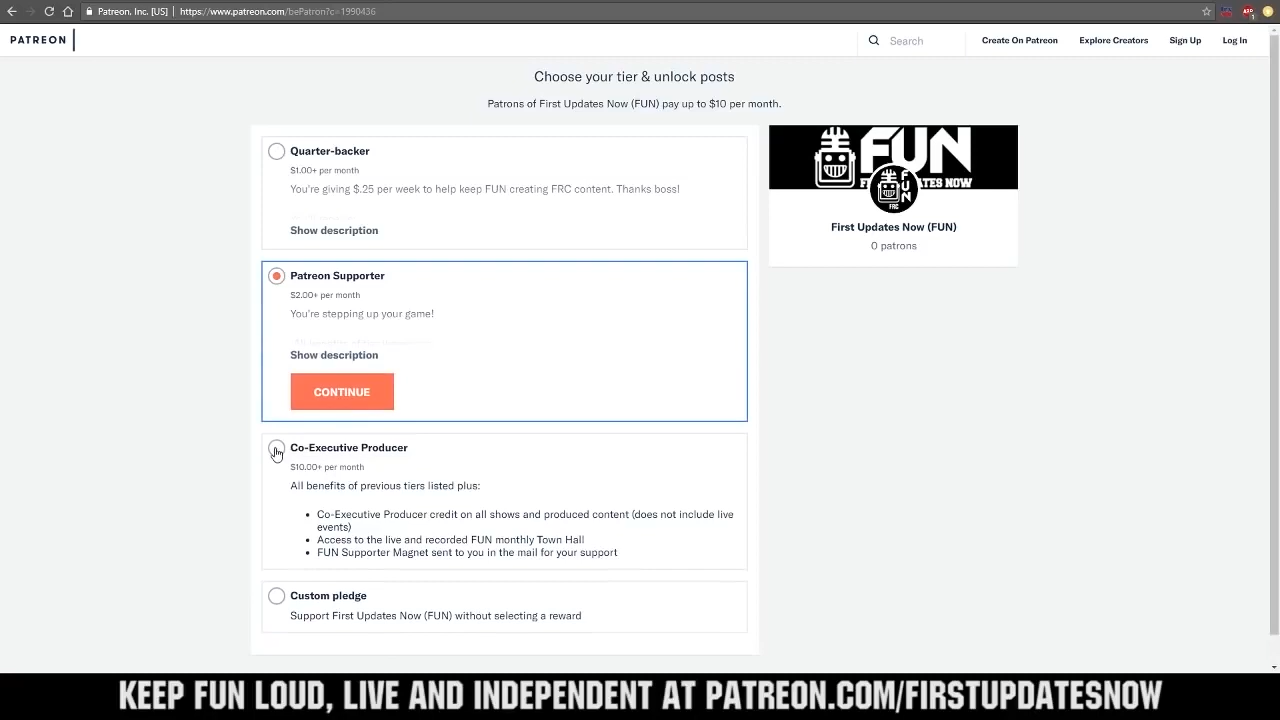 Patreon, Inc. [US] | https://www.patreon.com/bePatron?c=1990436
PATREON
Search
Create On Patreon
Explore Creators
Sign Up
Log In
Choose your tier & unlock posts
Patrons of First Updates Now (FUN) pay up to $10 per month.
Quarter-backer
$1.00+ per month
You're giving $.25 per week to help keep FUN creating FRC content. Thanks boss!
Show description
Patreon Supporter
$2.00+ per month
You're stepping up your game!
Show description
CONTINUE
Co-Executive Producer
$10.00+ per month
All benefits of previous tiers listed plus:
• Co-Executive Producer credit on all shows and produced content (does not include live
events)
• Access to the live and recorded FUN monthly Town Hall
• FUN Supporter Magnet sent to you in the mail for your support
Custom pledge
Support First Updates Now (FUN) without selecting a reward
FUN
FUN
FRC
First Updates Now (FUN)
0 patrons
KEEP FUN LOUD, LIVE AND INDEPENDENT AT PATREON.COM/FIRSTUPDATESNOW